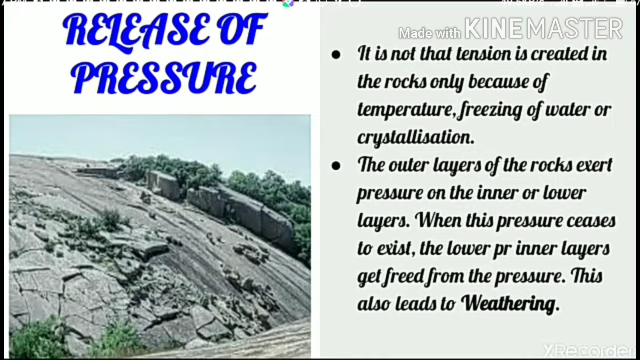 RELEASE OF
PRESSURE
Made with KINEMASTER
● It is not that tension is created in
the rocks only because of
temperature, freezing of water or
crystallisation.
● The outer layers of the rocks exert
pressure on the inner or lower
layers. When this pressure ceases
to exist, the lower pr inner layers
get freed from the pressure. This
also leads to Weathering.
XRecorder